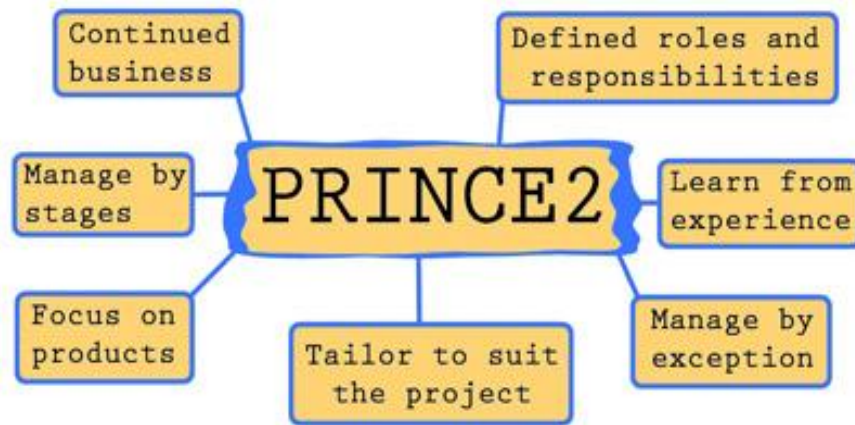 Continued
business
Defined roles and
responsibilities
Manage by
stages
PRINCE2
Learn from
experience
Focus on
products
Tailor to suit
the project
Manage by
exception